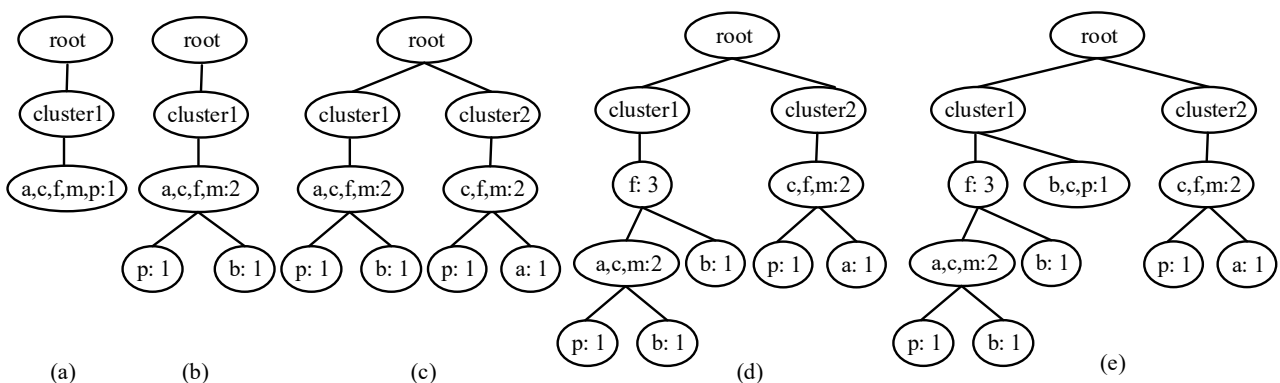 root
cluster1
a,c,f,m,p:1
(a)
root
cluster1
a,c,f,m:2
p: 1
b: 1
(b)
root
cluster1
cluster2
a,c,f,m:2
c,f,m:2
p: 1
b: 1
p: 1
a: 1
(c)
root
cluster1
cluster2
f: 3
c,f,m:2
a,c,m:2
b: 1
p: 1
a: 1
p: 1
b: 1
(d)
root
cluster1
cluster2
f: 3
b,c,p:1
c,f,m:2
a,c,m:2
b: 1
p: 1
a: 1
p: 1
b: 1
(e)